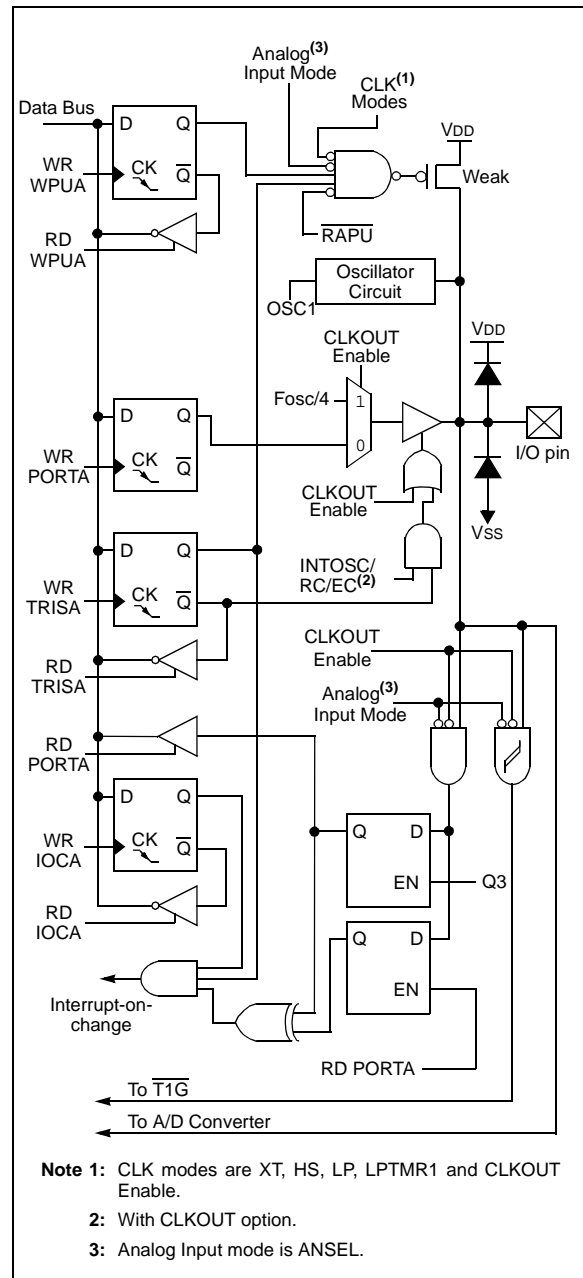 Analog(3)
Input Mode
CLK(1)
Modes
Data Bus
D Q
VDD
WR
WPUA
CK
Q
Weak
RD
WPUA
RAPU
Oscillator
Circuit
OSC1
CLKOUT
Enable
VDD
Fosc/4
1
D Q
0
I/O pin
WR
PORTA
CK
Q
CLKOUT
Enable
VSS
D Q
INTOSC/
RC/EC(2)
WR
TRISA
CK
Q
CLKOUT
Enable
RD
TRISA
Analog(3)
Input Mode
RD
PORTA
D Q
WR
IOCA
CK
Q
Q D
EN
Q3
RD
IOCA
Q D
EN
Interrupt-on-
change
RD PORTA
To T1G
To A/D Converter
Note 1: CLK modes are XT, HS, LP, LPTMR1 and CLKOUT
Enable.
2: With CLKOUT option.
3: Analog Input mode is ANSEL.